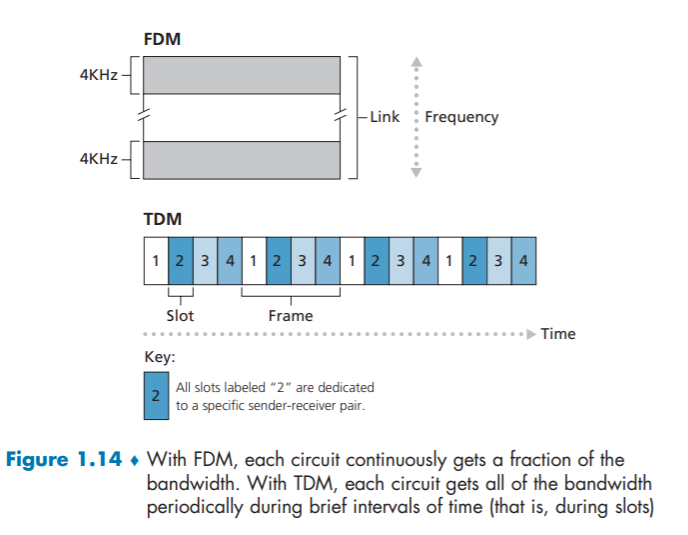 FDM
4KHz
Link
Frequency
4KHz
TDM
1 2 3 4 1 2 3 4 1 2 3 4 1 2 3 4
Slot
Frame
Time
Key:
2
All slots labeled “2” are dedicated
to a specific sender-receiver pair.
Figure 1.14 ♦ With FDM, each circuit continuously gets a fraction of the
bandwidth. With TDM, each circuit gets all of the bandwidth
periodically during brief intervals of time (that is, during slots)